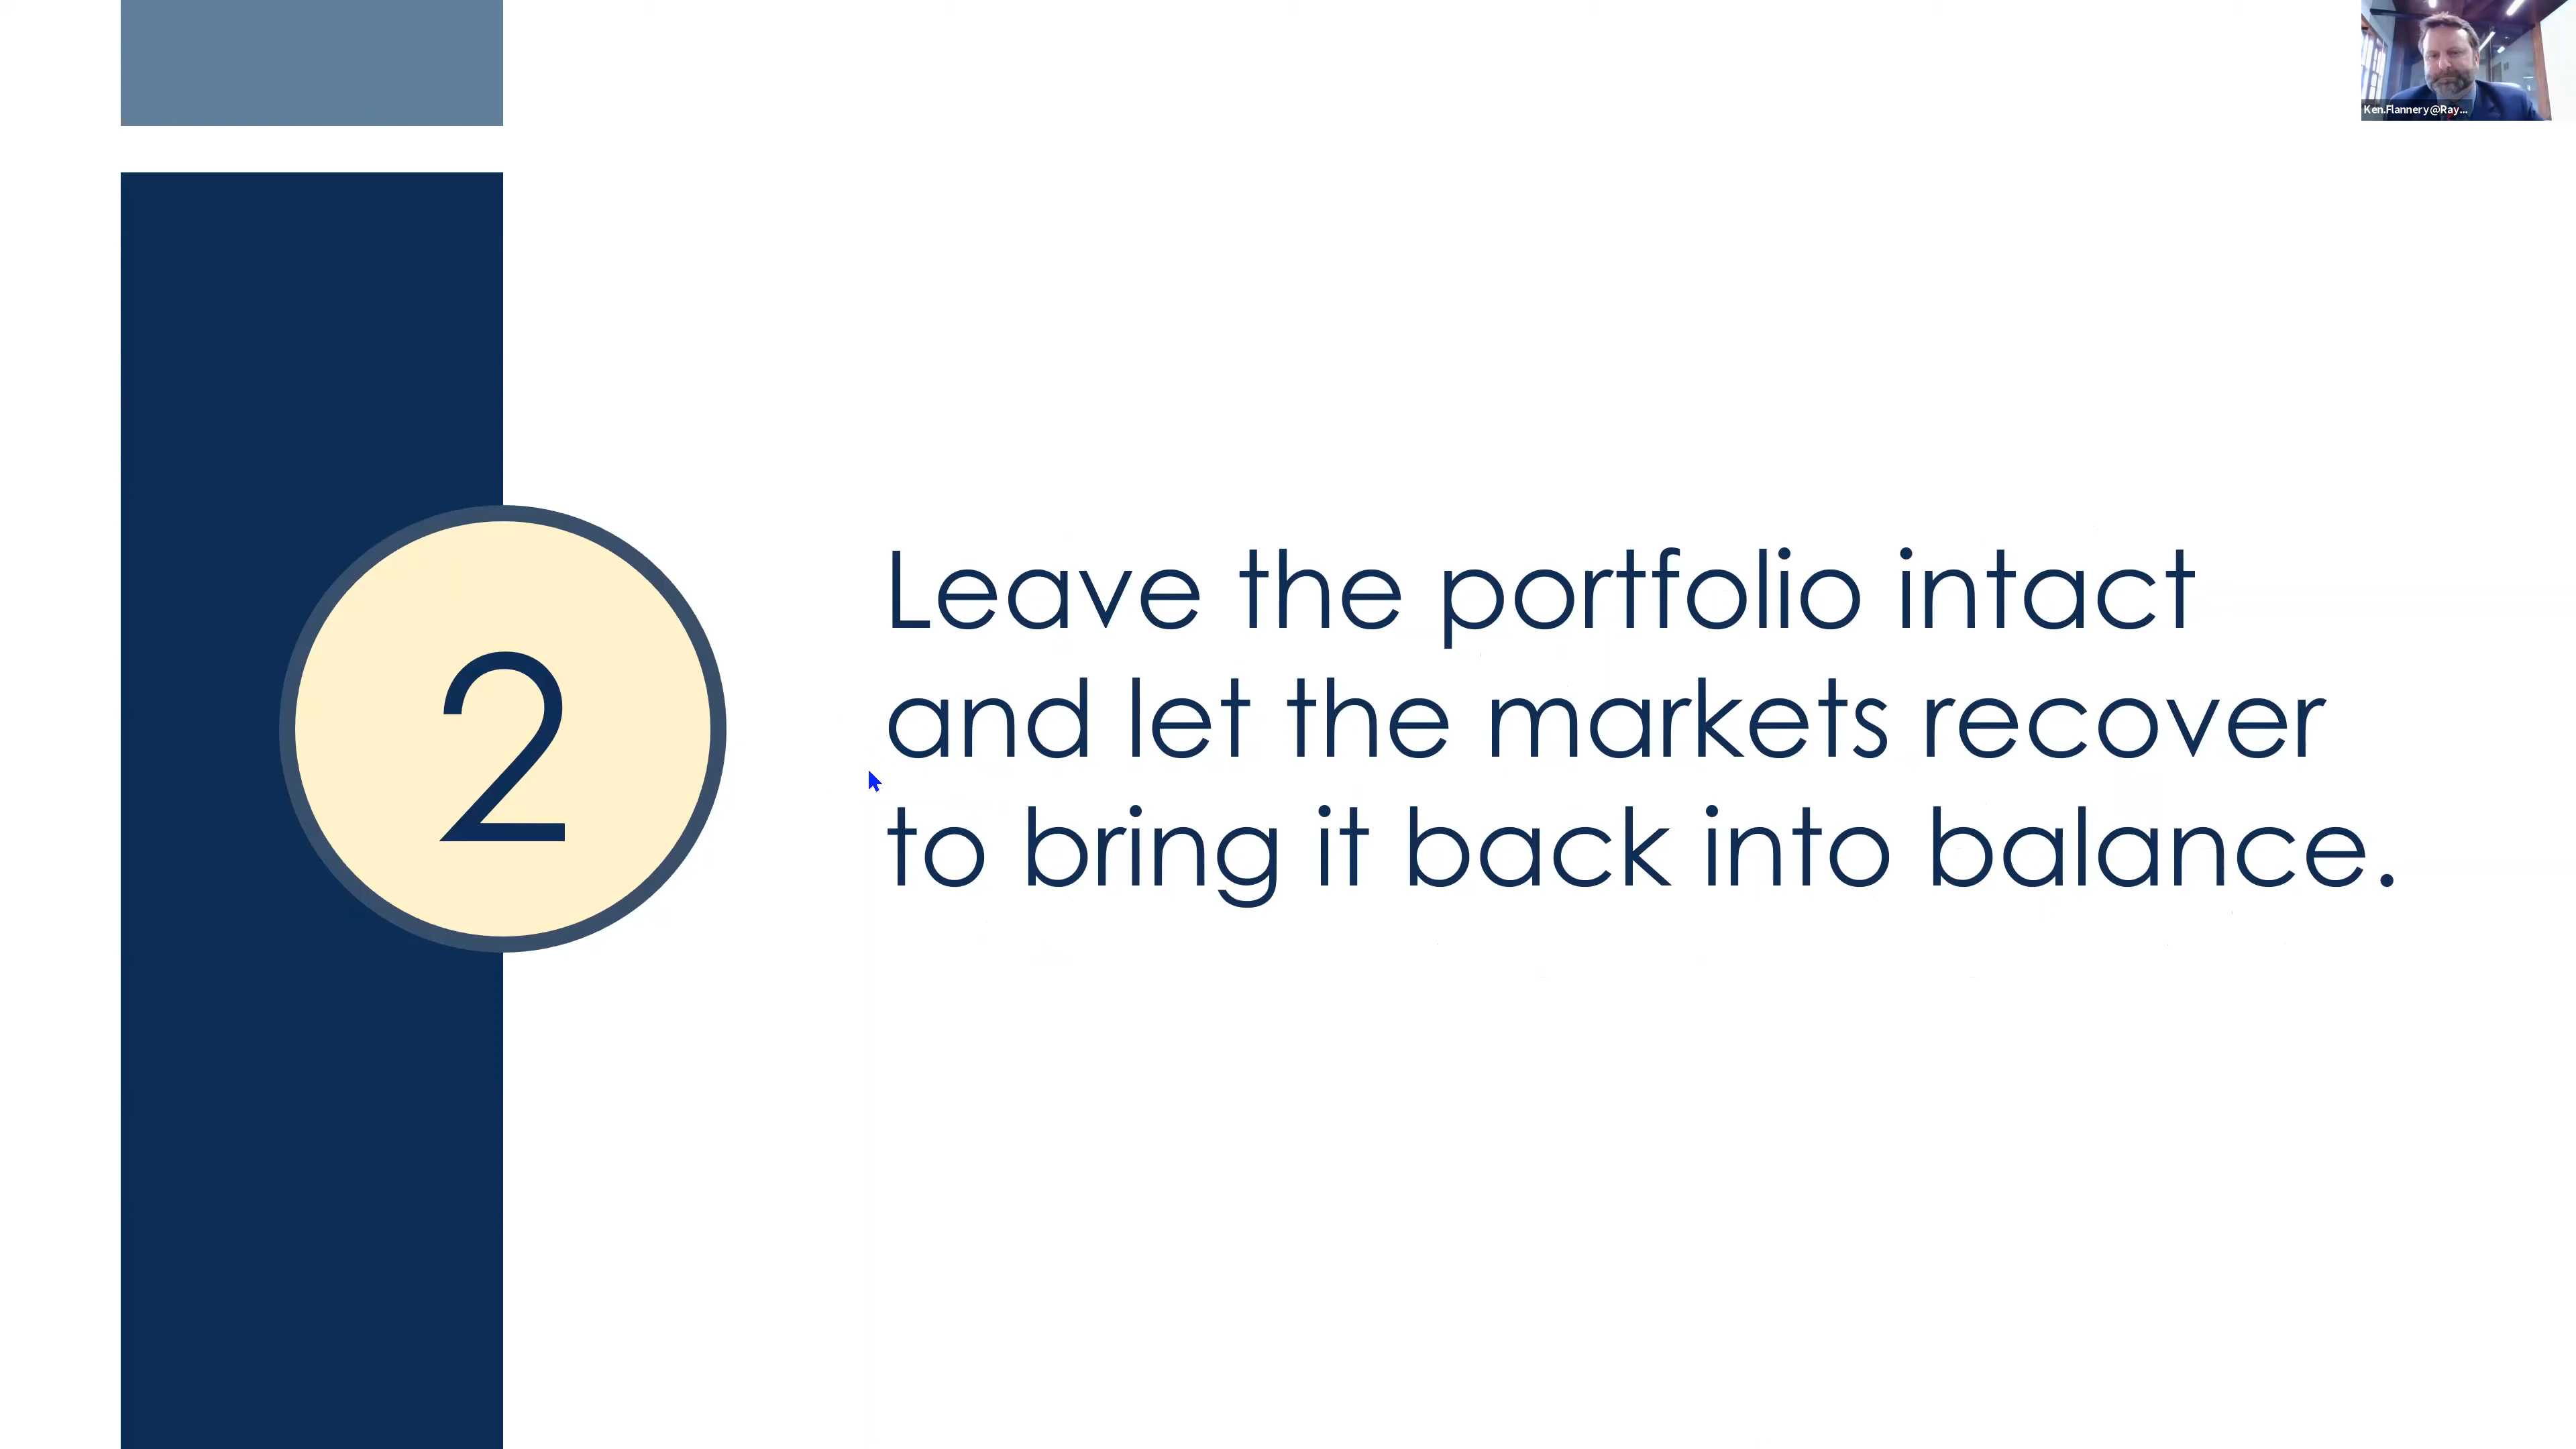 Ken.Flannery@Ray...
2
Leave the portfolio intact
and let the markets recover
to bring it back into balance.